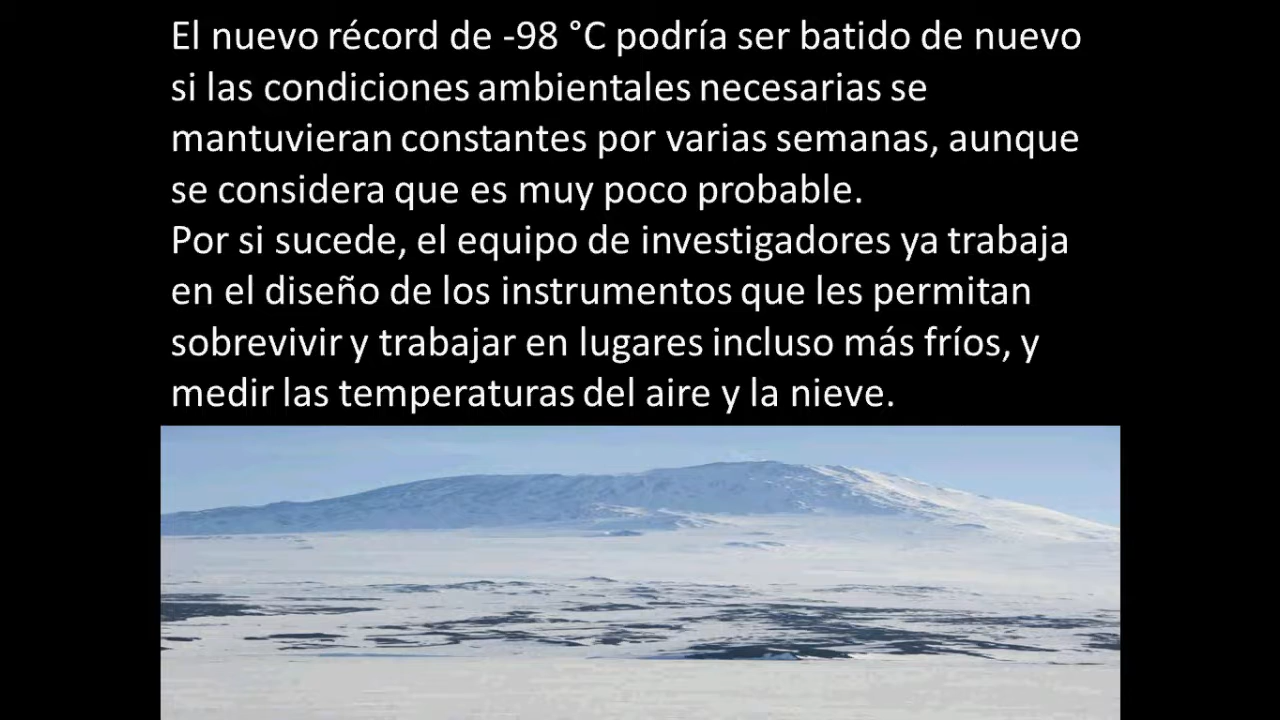 El nuevo récord de -98 °C podría ser batido de nuevo
si las condiciones ambientales necesarias se
mantuvieran constantes por varias semanas, aunque
se considera que es muy poco probable.
Por si sucede, el equipo de investigadores ya trabaja
en el diseño de los instrumentos que les permitan
sobrevivir y trabajar en lugares incluso más fríos, y
medir las temperaturas del aire y la nieve.